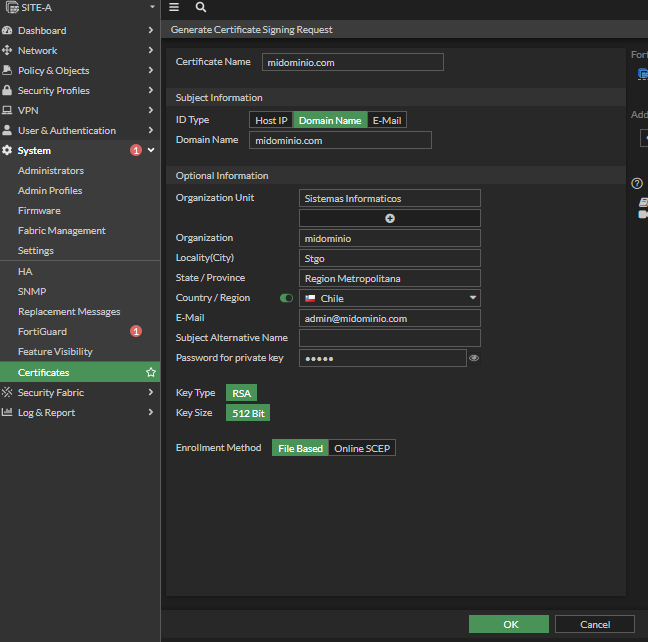 SITE-A
Dashboard
Network
Policy & Objects
Security Profiles
VPN
User & Authentication
System 1
Administrators
Admin Profiles
Firmware
Fabric Management
Settings
HA
SNMP
Replacement Messages
FortiGuard 1
Feature Visibility
Certificates
Security Fabric
Log & Report
Generate Certificate Signing Request
Certificate Name midominio.com
Subject Information
ID Type Host IP Domain Name E-Mail
Domain Name midominio.com
Optional Information
Organization Unit Sistemas Informaticos
Organization midominio
Locality(City) Stgo
State / Province Region Metropolitana
Country / Region Chile
E-Mail admin@midominio.com
Subject Alternative Name
Password for private key •••••
Key Type RSA
Key Size 512 Bit
Enrollment Method File Based Online SCEP
OK Cancel
Fort
Add